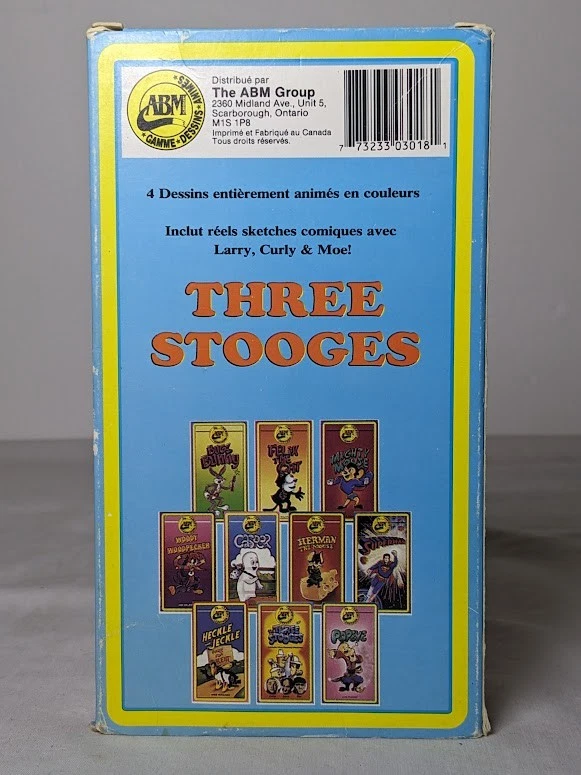 ABM
GAMME•DESSINS•ANIMÉS
Distribué par
The ABM Group
2360 Midland Ave., Unit 5,
Scarborough, Ontario
M1S 1P8
Imprimé et Fabriqué au Canada
Tous droits réservés.
7 73233 03018 1
4 Dessins entièrement animés en couleurs
Inclut réels sketches comiques avec
Larry, Curly & Moe!
THREE
STOOGES
BUGS
BUNNY
FELIX
THE
CAT
MIGHTY
MOUSE
WOODY
WOODPECKER
CASPER
HERMAN
THE MOUSE
SUPERMAN
HECKLE
and JECKLE
THREE
STOOGES
POPEYE